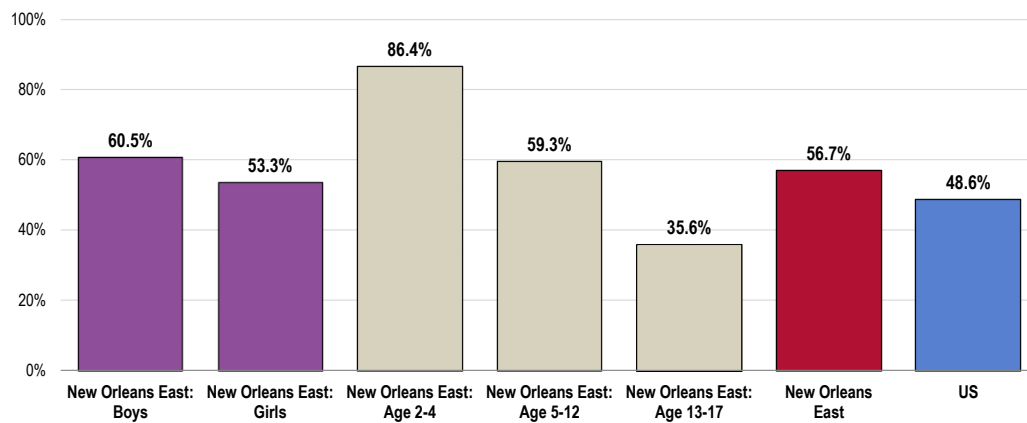 100%
80%
60%
40%
20%
0%
60.5%
53.3%
86.4%
59.3%
35.6%
56.7%
48.6%
New Orleans East:
Boys
New Orleans East:
Girls
New Orleans East:
Age 2-4
New Orleans East:
Age 5-12
New Orleans East:
Age 13-17
New Orleans
East
US